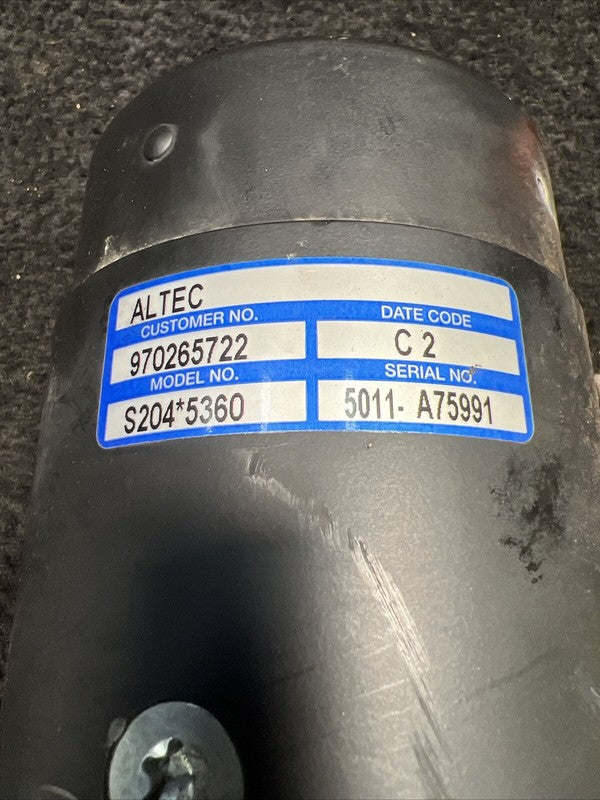 ALTEC
CUSTOMER NO. DATE CODE
970265722 C 2
MODEL NO. SERIAL NO.
S204*5360 5011- A75991